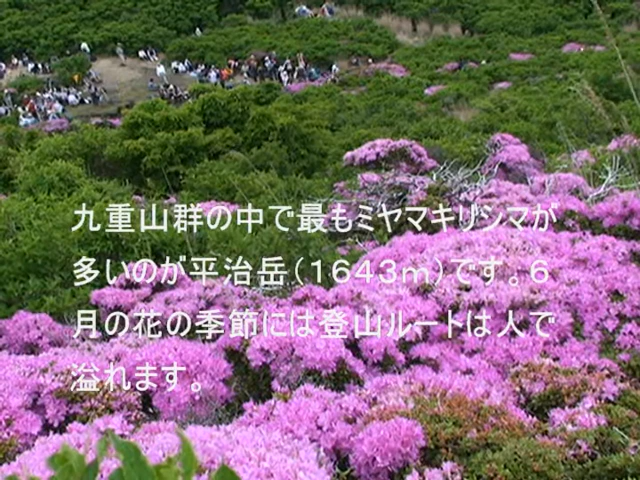 九重山群の中で最もミヤマキリシマが
多いのが平治岳（１６４３ｍ）です。６
月の花の季節には登山ルートは人で
溢れます。